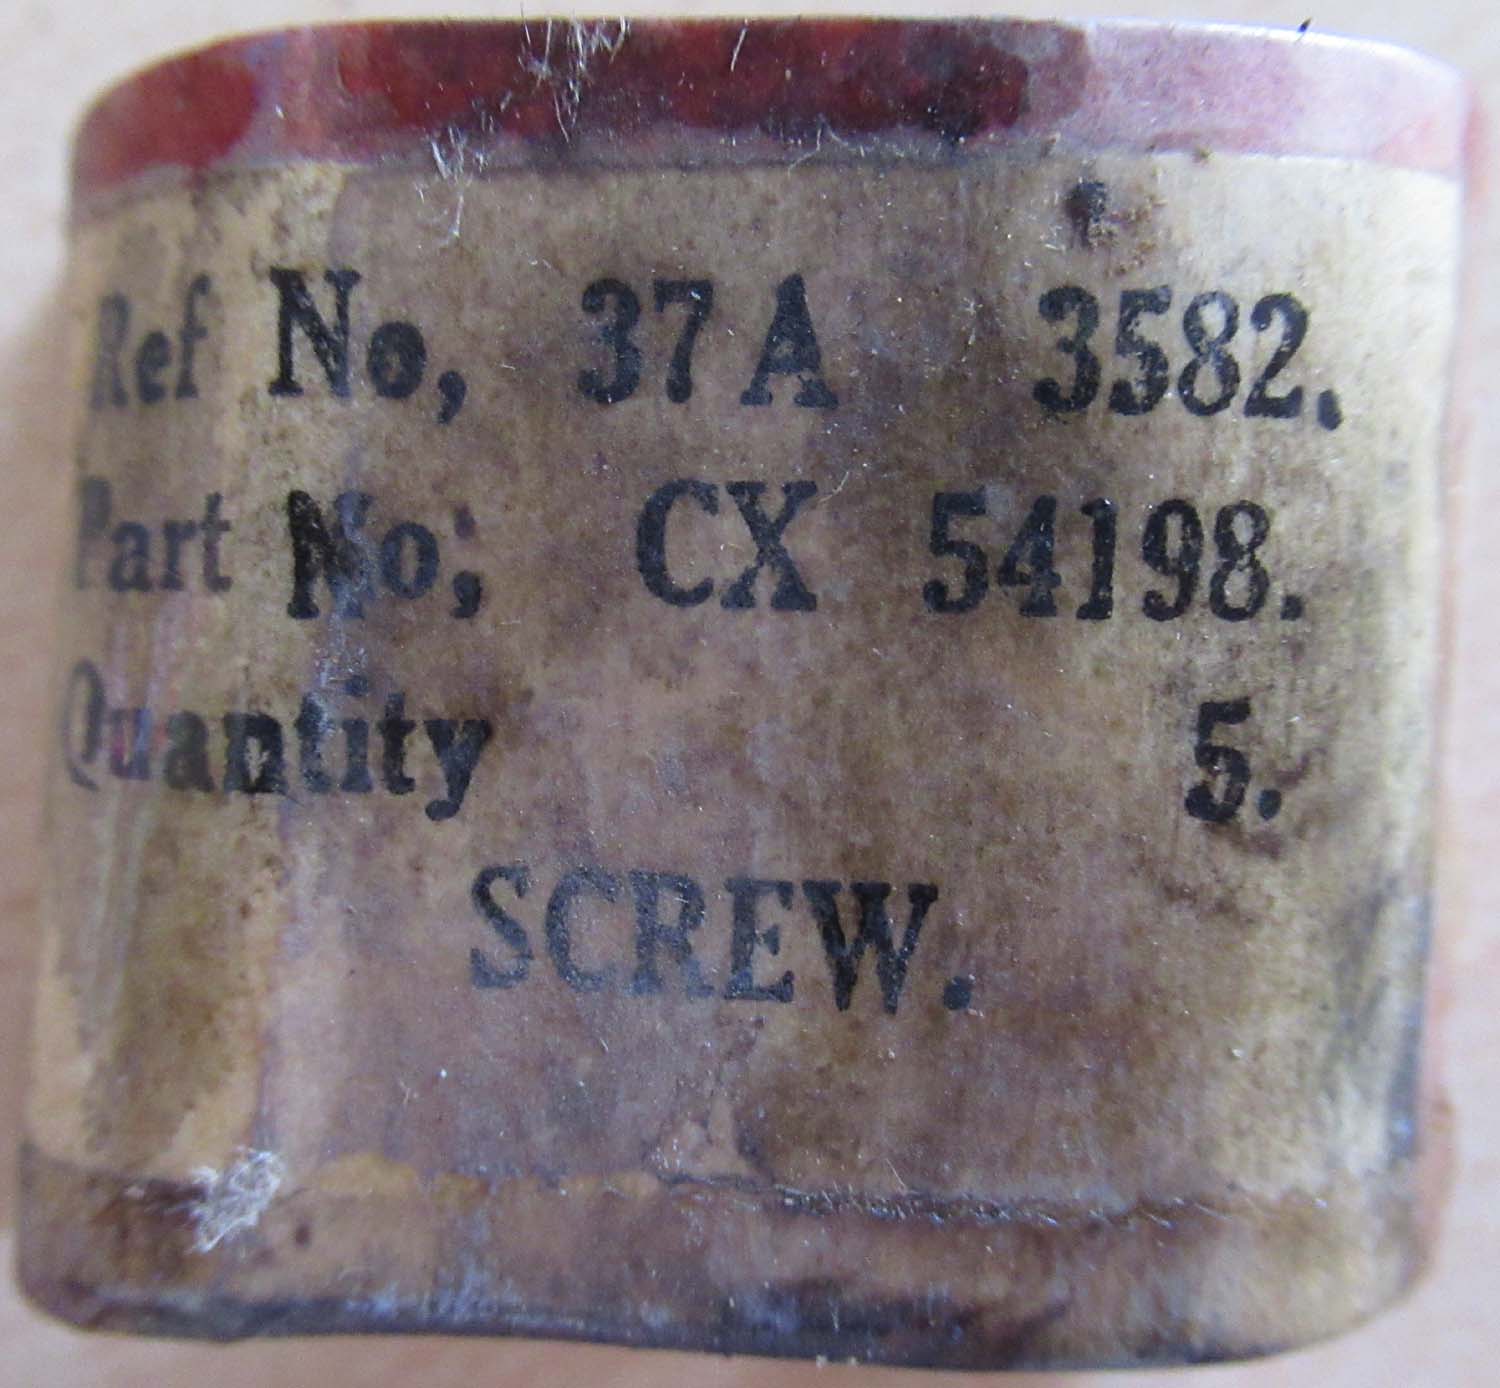 Ref No, 37 A 3582.
Part No, CX 54198.
Quantity 5.
SCREW.